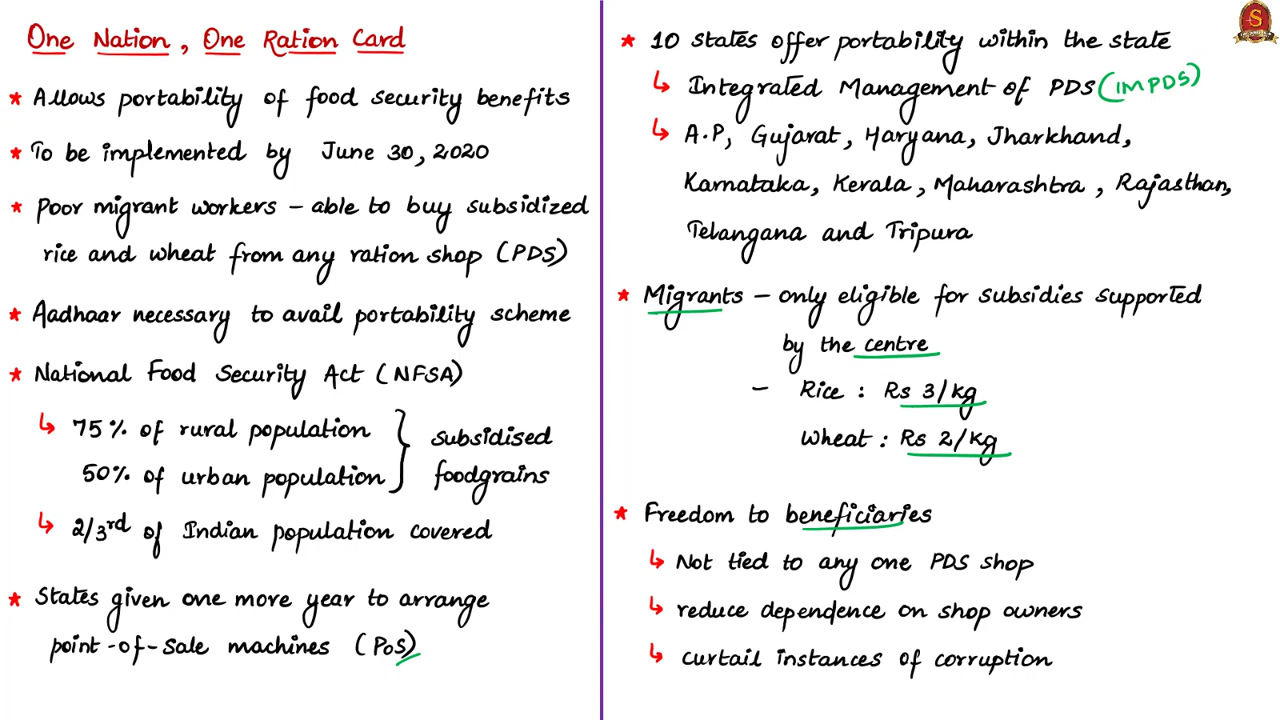 One Nation, One Ration Card
* Allows portability of food security benefits
* To be implemented by June 30, 2020
* Poor migrant workers – able to buy subsidized
rice and wheat from any ration shop (PDS)
* Aadhaar necessary to avail portability scheme
* National Food Security Act (NFSA)
↳ 75% of rural population
50% of urban population
} subsidised
foodgrains
↳ 2/3rd of Indian population covered
* States given one more year to arrange
point-of-sale machines (PoS)
* 10 states offer portability within the state
↳ Integrated Management of PDS (IMPDS)
↳ A.P, Gujarat, Haryana, Jharkhand,
Karnataka, Kerala, Maharashtra, Rajasthan,
Telangana and Tripura
* Migrants – only eligible for subsidies supported
by the centre
– Rice : Rs 3/kg
Wheat : Rs 2/kg
* Freedom to beneficiaries
↳ Not tied to any one PDS shop
↳ reduce dependence on shop owners
↳ curtail instances of corruption
S